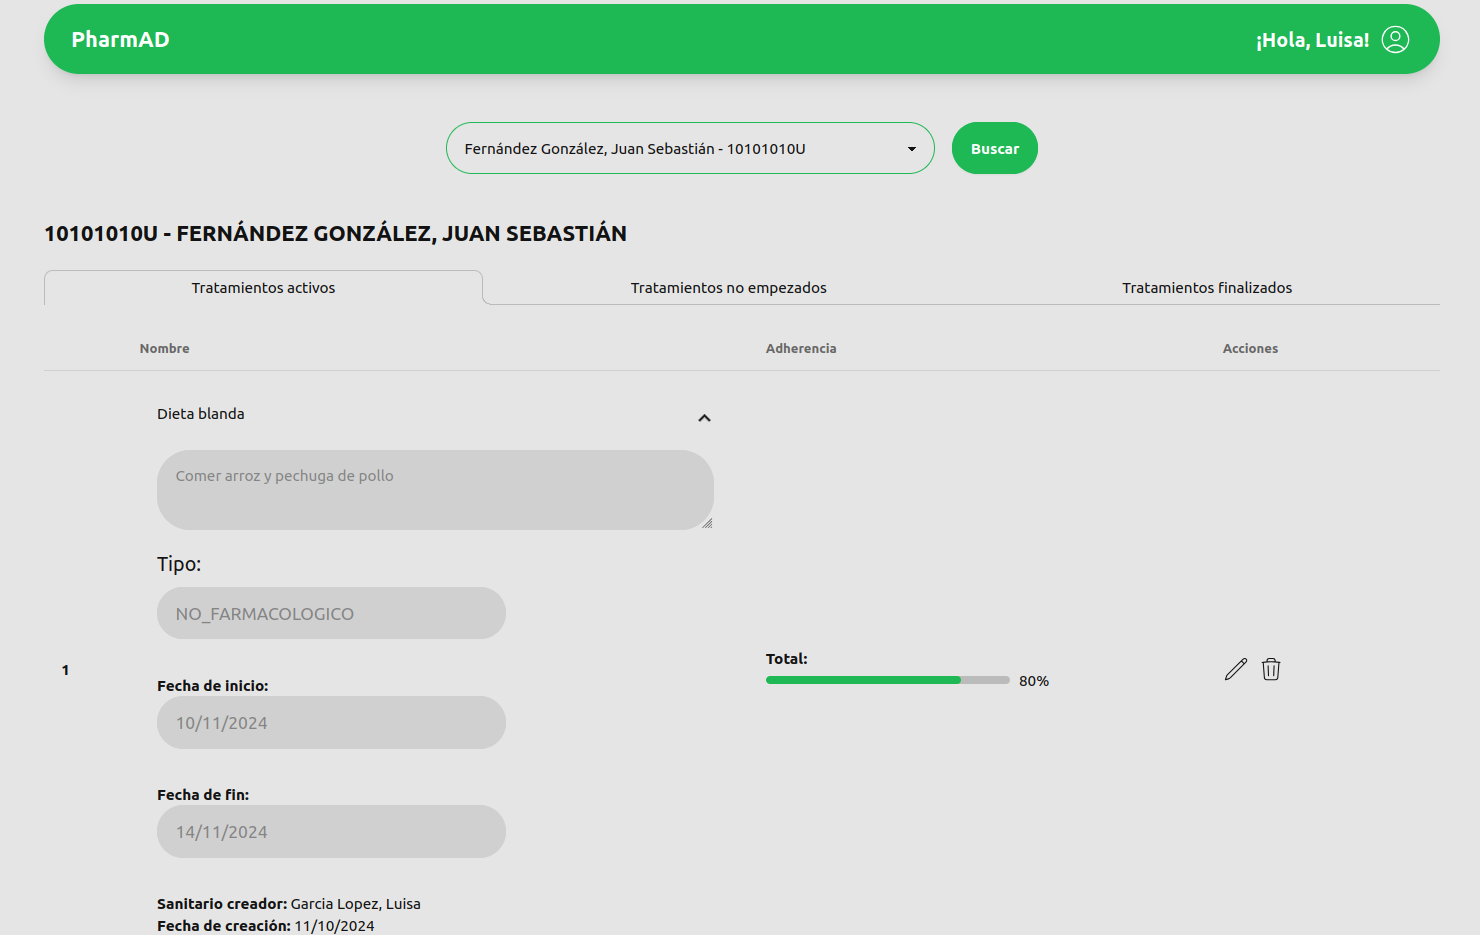 PharmAD
¡Hola, Luisa!
Fernández González, Juan Sebastián - 10101010U
Buscar
10101010U - FERNÁNDEZ GONZÁLEZ, JUAN SEBASTIÁN
Tratamientos activos
Tratamientos no empezados
Tratamientos finalizados
Nombre
Adherencia
Acciones
Dieta blanda
Comer arroz y pechuga de pollo
Tipo:
NO_FARMACOLOGICO
1
Total:
80%
Fecha de inicio:
10/11/2024
Fecha de fin:
14/11/2024
Sanitario creador: Garcia Lopez, Luisa
Fecha de creación: 11/10/2024